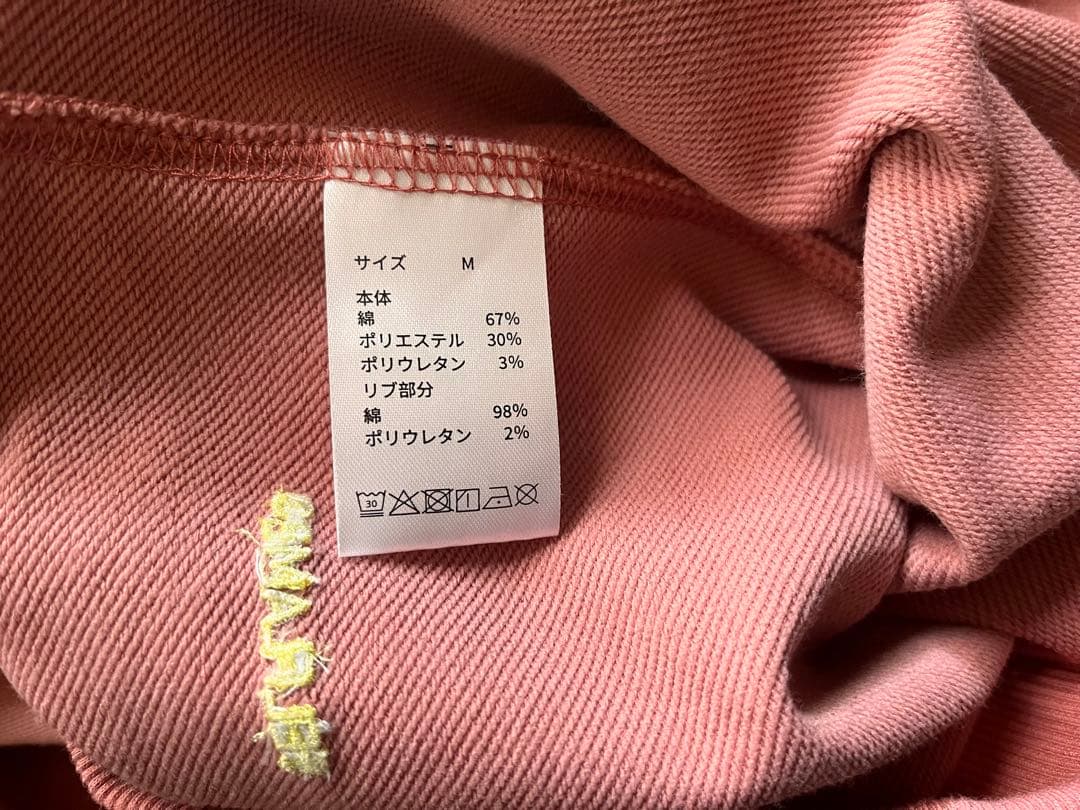 サイズ M
本体
綿 67%
ポリエステル 30%
ポリウレタン 3%
リブ部分
綿 98%
ポリウレタン 2%
30